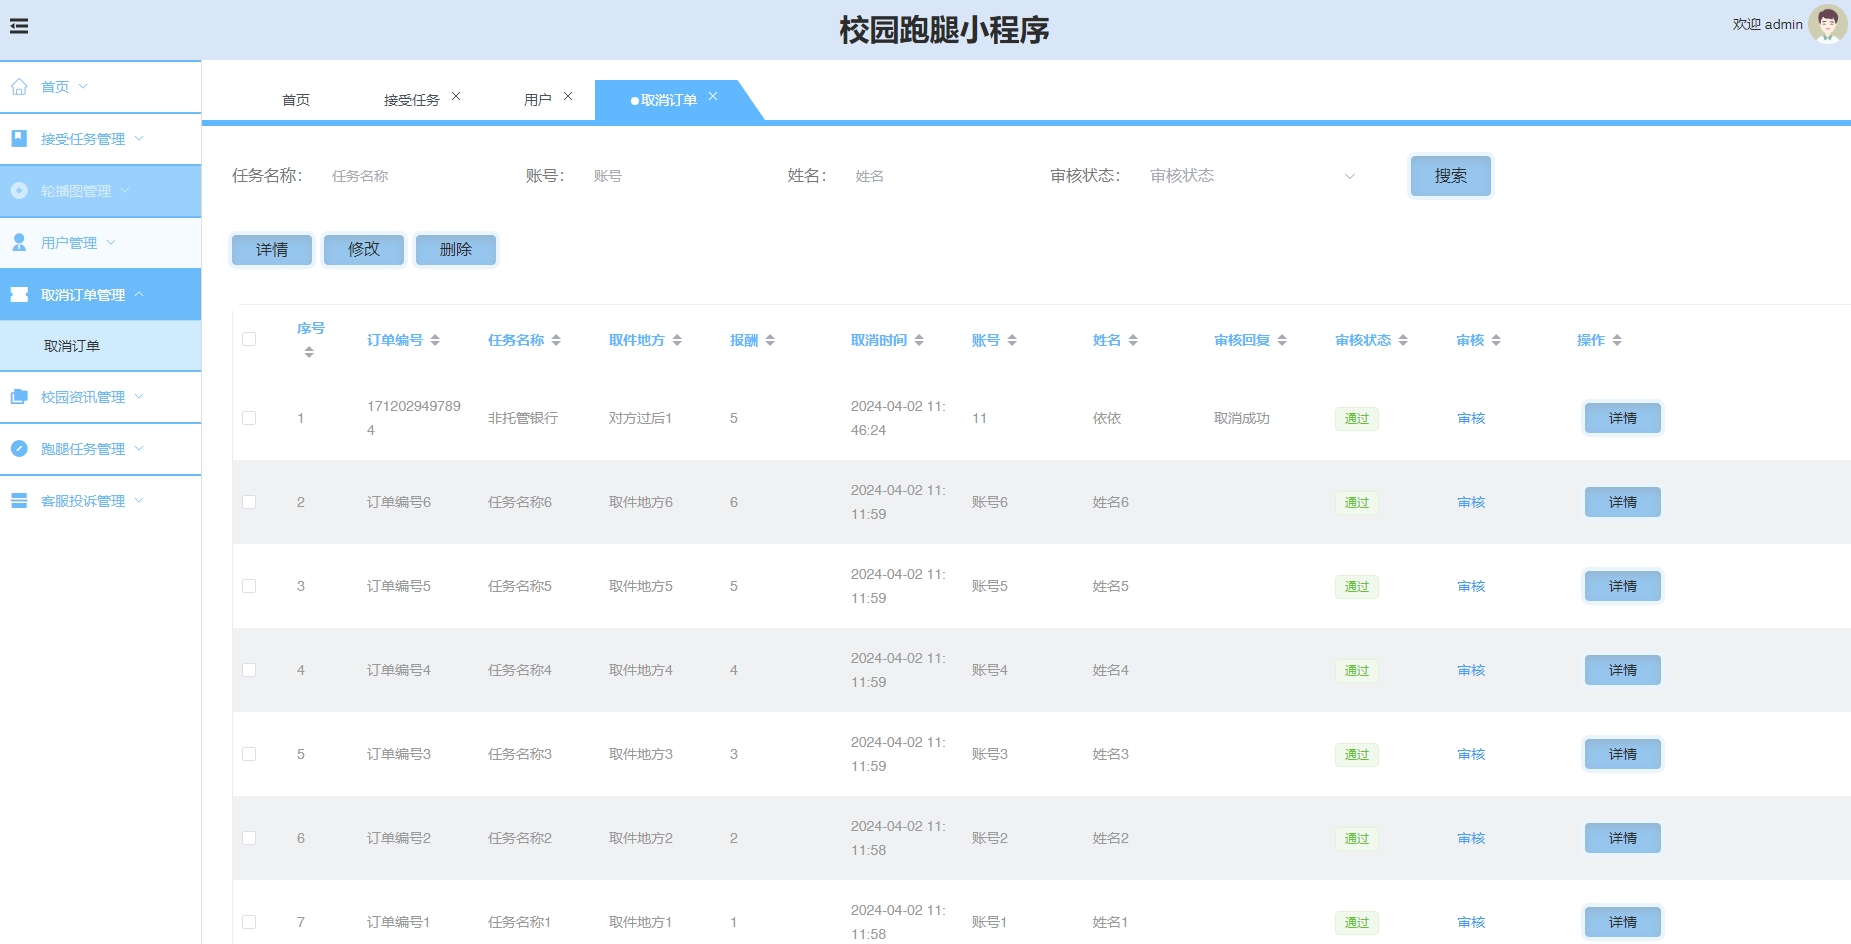 校园跑腿小程序
欢迎 admin
首页
接受任务管理
轮播图管理
用户管理
取消订单管理
取消订单
校园资讯管理
跑腿任务管理
客服投诉管理
首页 接受任务 用户 取消订单
任务名称： 任务名称 账号： 账号 姓名： 姓名 审核状态： 审核状态 搜索
详情 修改 删除
序号 订单编号 任务名称 取件地方 报酬 取消时间 账号 姓名 审核回复 审核状态 审核 操作
1 171202949789 非托管银行 对方过后1 5 2024-04-02 11: 11 依依 取消成功 通过 审核 详情
4 46:24
2 订单编号6 任务名称6 取件地方6 6 2024-04-02 11: 账号6 姓名6 通过 审核 详情
11:59
3 订单编号5 任务名称5 取件地方5 5 2024-04-02 11: 账号5 姓名5 通过 审核 详情
11:59
4 订单编号4 任务名称4 取件地方4 4 2024-04-02 11: 账号4 姓名4 通过 审核 详情
11:59
5 订单编号3 任务名称3 取件地方3 3 2024-04-02 11: 账号3 姓名3 通过 审核 详情
11:59
6 订单编号2 任务名称2 取件地方2 2 2024-04-02 11: 账号2 姓名2 通过 审核 详情
11:58
7 订单编号1 任务名称1 取件地方1 1 2024-04-02 11: 账号1 姓名1 通过 审核 详情
11:58